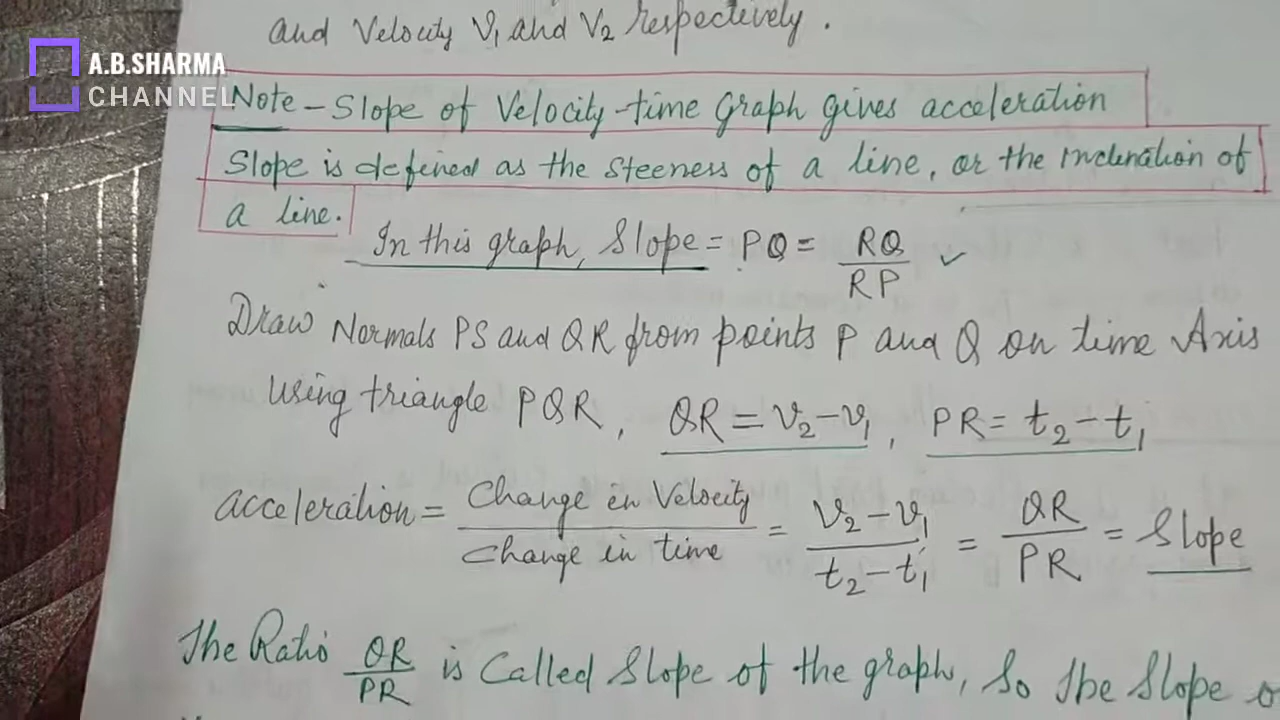 and Velocity V₁ and V₂ respectively.
A.B.SHARMA
CHANNEL
Note - Slope of Velocity-time Graph gives acceleration
Slope is defined as the steeness of a line, or the inclination of
a line.
In this graph, Slope = PQ = RQ/RP ✓
Draw Normals PS and QR from points P and Q on time Axis
Using triangle PQR, QR = V₂-V₁, PR = t₂-t₁
acceleration = Change in Velocity/Change in time = V₂-V₁/t₂-t₁ = QR/PR = Slope
The Ratio QR/PR is Called Slope of the graph, So the Slope